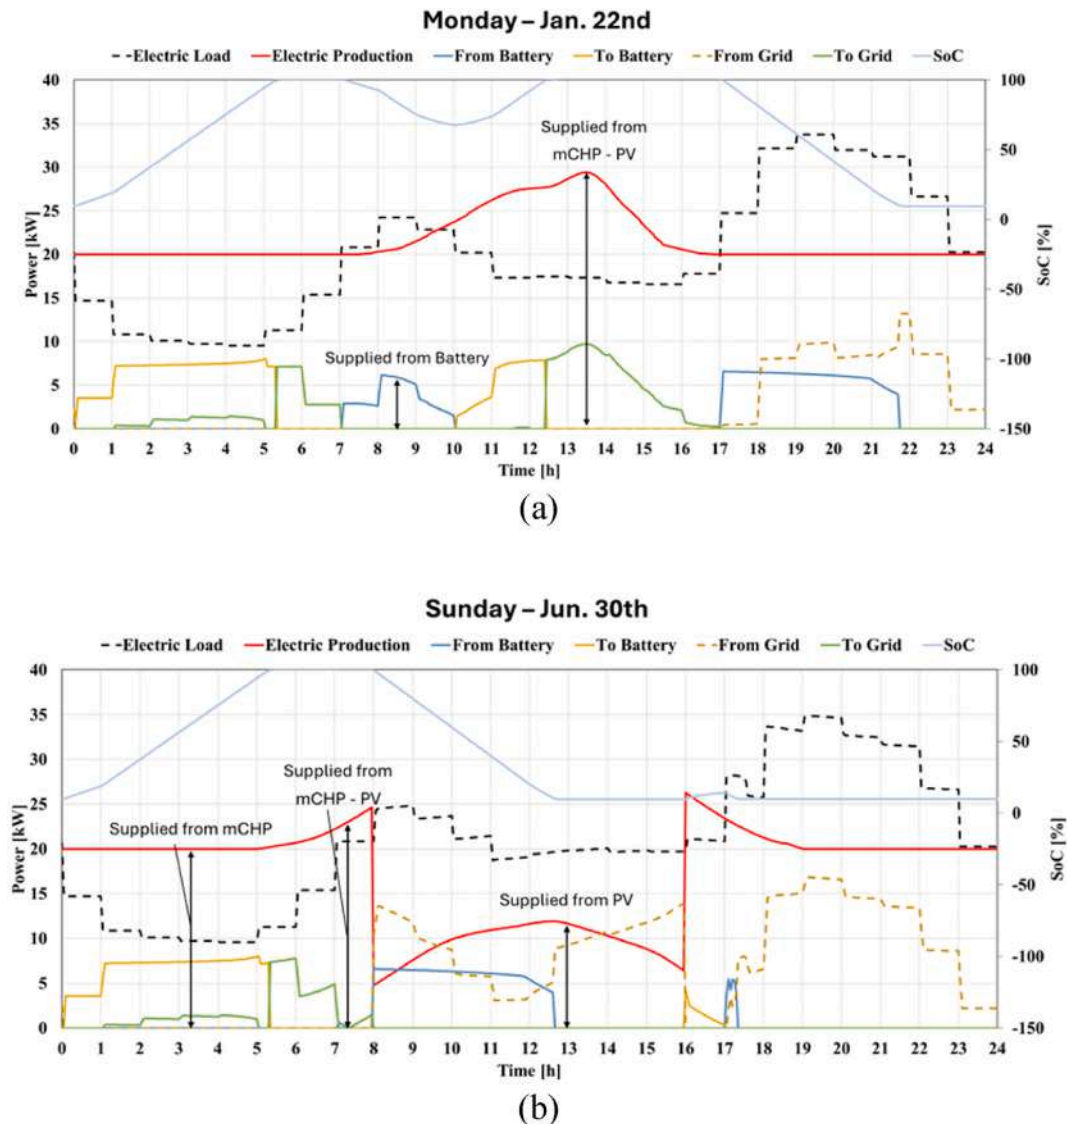 Monday – Jan. 22nd
Electric Load Electric Production From Battery To Battery From Grid To Grid SoC
40 35 30 25 20 15 10 5 0
Power [kW]
Supplied from
mCHP - PV
Supplied from Battery
100 50 0 -50 -100 -150
SoC [%]
0 1 2 3 4 5 6 7 8 9 10 11 12 13 14 15 16 17 18 19 20 21 22 23 24
Time [h]
(a)
Sunday – Jun. 30th
Electric Load Electric Production From Battery To Battery From Grid To Grid SoC
40 35 30 25 20 15 10 5 0
Power [kW]
Supplied from
mCHP - PV
Supplied from mCHP
Supplied from PV
100 50 0 -50 -100 -150
SoC [%]
0 1 2 3 4 5 6 7 8 9 10 11 12 13 14 15 16 17 18 19 20 21 22 23 24
Time [h]
(b)